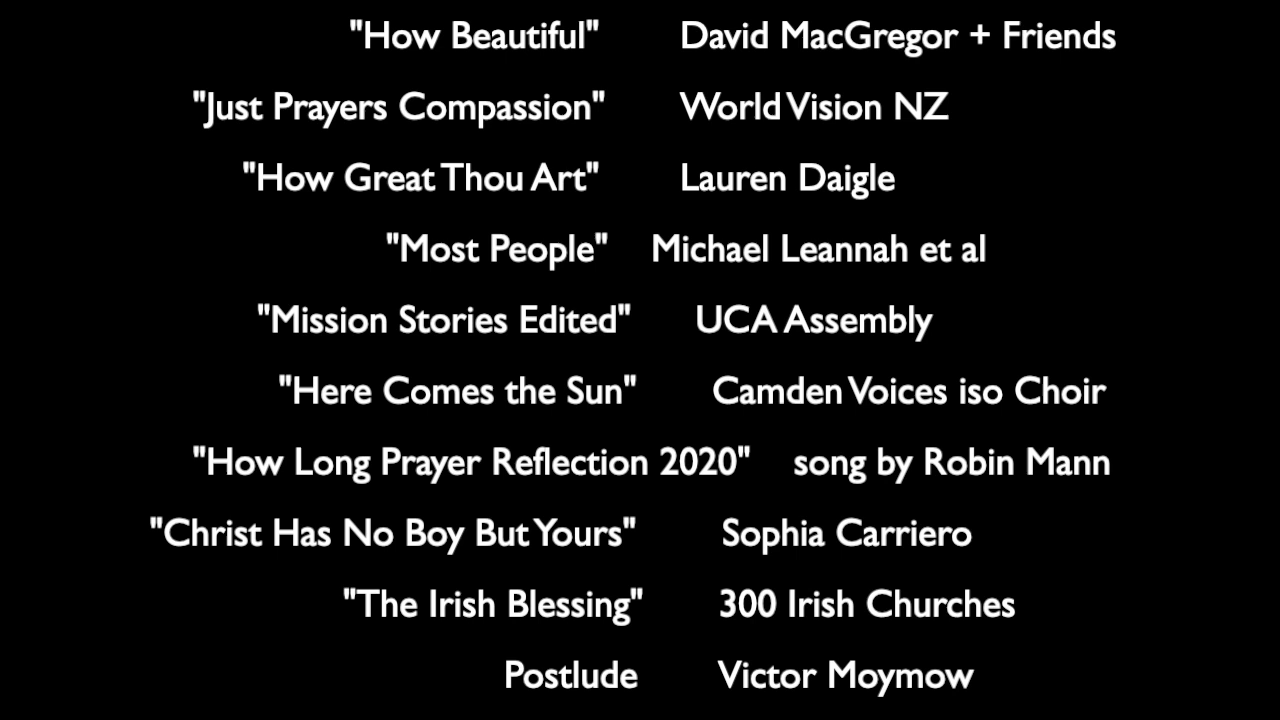 "How Beautiful" David MacGregor + Friends
"Just Prayers Compassion" World Vision NZ
"How Great Thou Art" Lauren Daigle
"Most People" Michael Leannah et al
"Mission Stories Edited" UCA Assembly
"Here Comes the Sun" Camden Voices iso Choir
"How Long Prayer Reflection 2020" song by Robin Mann
"Christ Has No Boy But Yours" Sophia Carriero
"The Irish Blessing" 300 Irish Churches
Postlude Victor Moymow